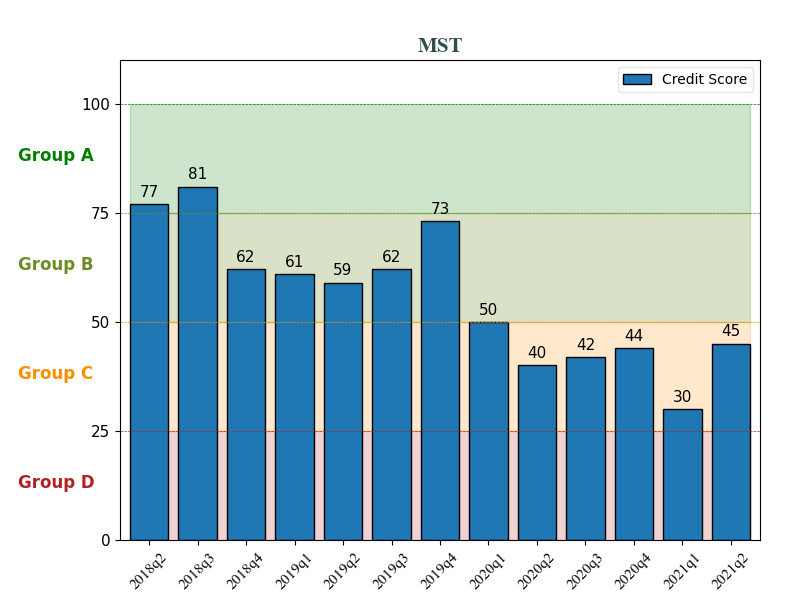 MST
Credit Score
100
Group A
81
77
75
73
Group B
62
61
59
62
50
50
Group C
40
42
44
45
30
25
Group D
0
2018q2
2018q3
2018q4
2019q1
2019q2
2019q3
2019q4
2020q1
2020q2
2020q3
2020q4
2021q1
2021q2